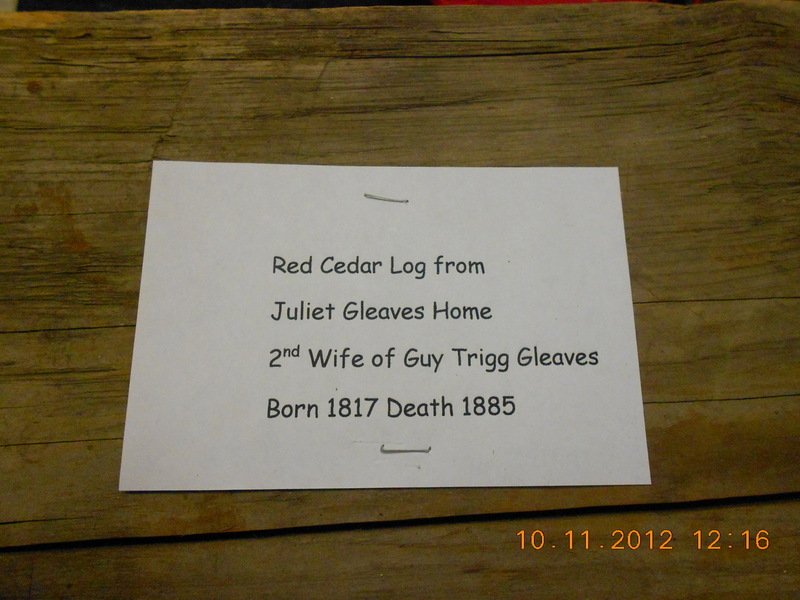 Red Cedar Log from
Juliet Gleaves Home
2nd Wife of Guy Trigg Gleaves
Born 1817 Death 1885
10.11.2012 12:16